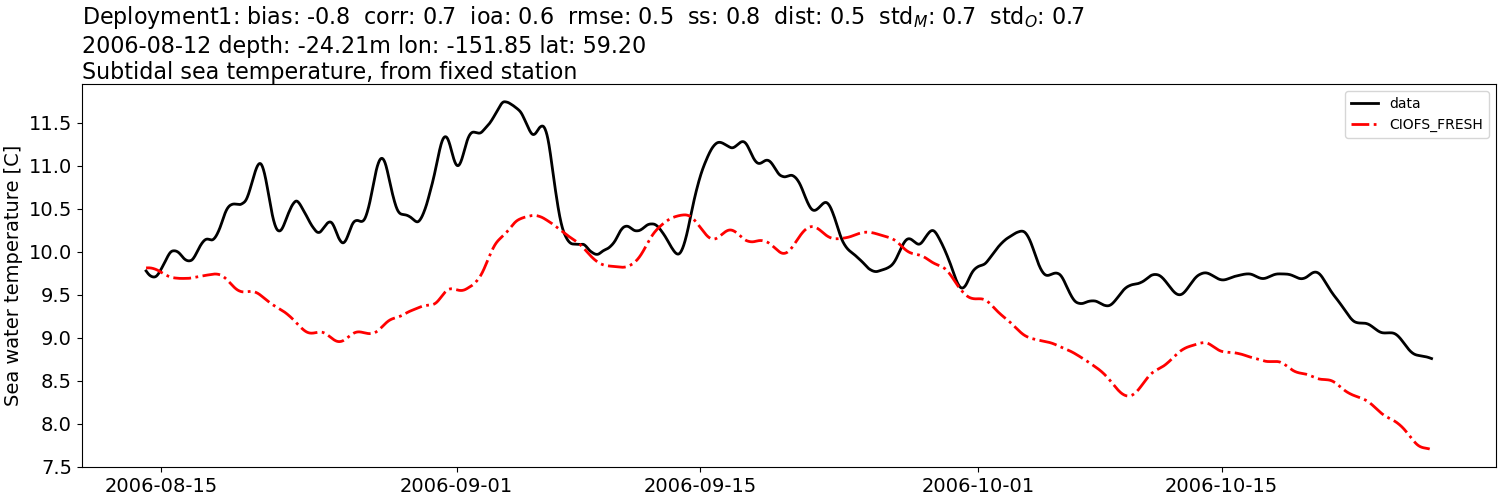 Deployment1: bias: -0.8 corr: 0.7 ioa: 0.6 rmse: 0.5 ss: 0.8 dist: 0.5 std_M: 0.7 std_O: 0.7
2006-08-12 depth: -24.21m lon: -151.85 lat: 59.20
Subtidal sea temperature, from fixed station
data
CIOFS_FRESH
Sea water temperature [C]
11.5
11.0
10.5
10.0
9.5
9.0
8.5
8.0
7.5
2006-08-15 2006-09-01 2006-09-15 2006-10-01 2006-10-15